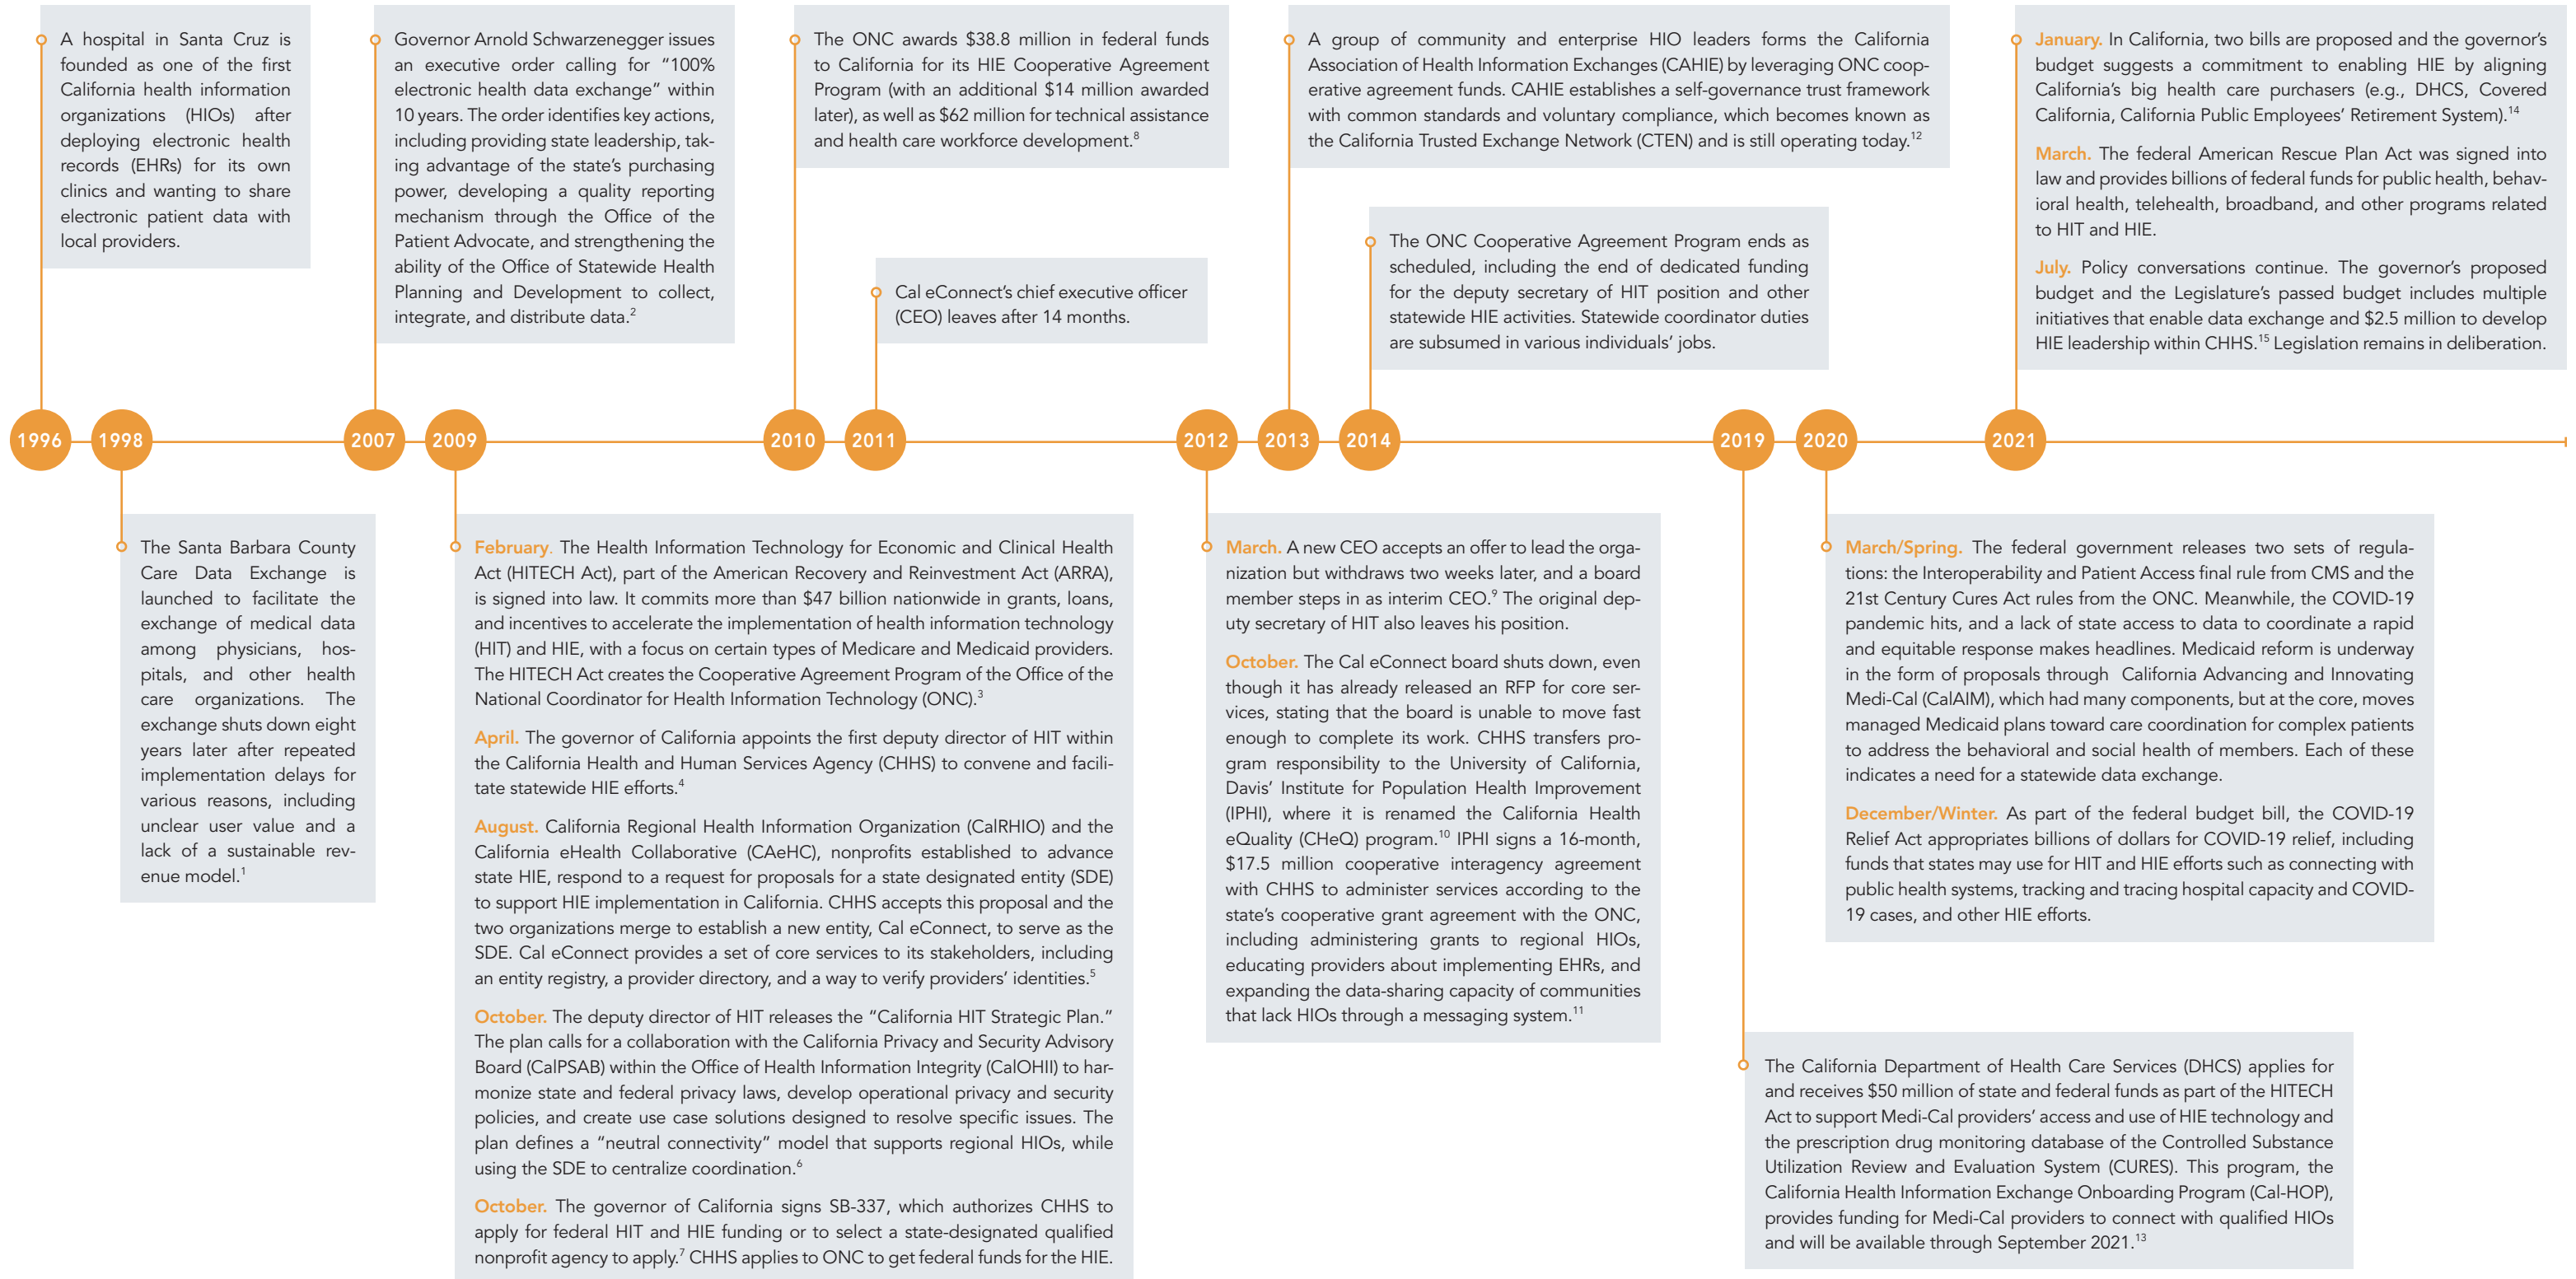 A hospital in Santa Cruz is
founded as one of the first
California health information
organizations (HIOs) after
deploying electronic health
records (EHRs) for its own
clinics and wanting to share
electronic patient data with
local providers.
Governor Arnold Schwarzenegger issues
an executive order calling for “100%
electronic health data exchange” within
10 years. The order identifies key actions,
including providing state leadership, tak-
ing advantage of the state’s purchasing
power, developing a quality reporting
mechanism through the Office of the
Patient Advocate, and strengthening the
ability of the Office of Statewide Health
Planning and Development to collect,
integrate, and distribute data.2
The ONC awards $38.8 million in federal funds
to California for its HIE Cooperative Agreement
Program (with an additional $14 million awarded
later), as well as $62 million for technical assistance
and health care workforce development.8
Cal eConnect’s chief executive officer
(CEO) leaves after 14 months.
A group of community and enterprise HIO leaders forms the California
Association of Health Information Exchanges (CAHIE) by leveraging ONC coop-
erative agreement funds. CAHIE establishes a self-governance trust framework
with common standards and voluntary compliance, which becomes known as
the California Trusted Exchange Network (CTEN) and is still operating today.12
The ONC Cooperative Agreement Program ends as
scheduled, including the end of dedicated funding
for the deputy secretary of HIT position and other
statewide HIE activities. Statewide coordinator duties
are subsumed in various individuals’ jobs.
January. In California, two bills are proposed and the governor’s
budget suggests a commitment to enabling HIE by aligning
California’s big health care purchasers (e.g., DHCS, Covered
California, California Public Employees’ Retirement System).14
March. The federal American Rescue Plan Act was signed into
law and provides billions of federal funds for public health, behav-
ioral health, telehealth, broadband, and other programs related
to HIT and HIE.
July. Policy conversations continue. The governor’s proposed
budget and the Legislature’s passed budget includes multiple
initiatives that enable data exchange and $2.5 million to develop
HIE leadership within CHHS.15 Legislation remains in deliberation.
1996 1998 2007 2009 2010 2011 2012 2013 2014 2019 2020 2021
The Santa Barbara County
Care Data Exchange is
launched to facilitate the
exchange of medical data
among physicians, hos-
pitals, and other health
care organizations. The
exchange shuts down eight
years later after repeated
implementation delays for
various reasons, including
unclear user value and a
lack of a sustainable rev-
enue model.1
February. The Health Information Technology for Economic and Clinical Health
Act (HITECH Act), part of the American Recovery and Reinvestment Act (ARRA),
is signed into law. It commits more than $47 billion nationwide in grants, loans,
and incentives to accelerate the implementation of health information technology
(HIT) and HIE, with a focus on certain types of Medicare and Medicaid providers.
The HITECH Act creates the Cooperative Agreement Program of the Office of the
National Coordinator for Health Information Technology (ONC).3
April. The governor of California appoints the first deputy director of HIT within
the California Health and Human Services Agency (CHHS) to convene and facili-
tate statewide HIE efforts.4
August. California Regional Health Information Organization (CalRHIO) and the
California eHealth Collaborative (CAeHC), nonprofits established to advance
state HIE, respond to a request for proposals for a state designated entity (SDE)
to support HIE implementation in California. CHHS accepts this proposal and the
two organizations merge to establish a new entity, Cal eConnect, to serve as the
SDE. Cal eConnect provides a set of core services to its stakeholders, including
an entity registry, a provider directory, and a way to verify providers’ identities.5
October. The deputy director of HIT releases the “California HIT Strategic Plan.”
The plan calls for a collaboration with the California Privacy and Security Advisory
Board (CalPSAB) within the Office of Health Information Integrity (CalOHII) to har-
monize state and federal privacy laws, develop operational privacy and security
policies, and create use case solutions designed to resolve specific issues. The
plan defines a “neutral connectivity” model that supports regional HIOs, while
using the SDE to centralize coordination.6
October. The governor of California signs SB-337, which authorizes CHHS to
apply for federal HIT and HIE funding or to select a state-designated qualified
nonprofit agency to apply.7 CHHS applies to ONC to get federal funds for the HIE.
March. A new CEO accepts an offer to lead the orga-
nization but withdraws two weeks later, and a board
member steps in as interim CEO.9 The original dep-
uty secretary of HIT also leaves his position.
October. The Cal eConnect board shuts down, even
though it has already released an RFP for core ser-
vices, stating that the board is unable to move fast
enough to complete its work. CHHS transfers pro-
gram responsibility to the University of California,
Davis’ Institute for Population Health Improvement
(IPHI), where it is renamed the California Health
eQuality (CHeQ) program.10 IPHI signs a 16-month,
$17.5 million cooperative interagency agreement
with CHHS to administer services according to the
state’s cooperative grant agreement with the ONC,
including administering grants to regional HIOs,
educating providers about implementing EHRs, and
expanding the data-sharing capacity of communities
that lack HIOs through a messaging system.11
March/Spring. The federal government releases two sets of regula-
tions: the Interoperability and Patient Access final rule from CMS and the
21st Century Cures Act rules from the ONC. Meanwhile, the COVID-19
pandemic hits, and a lack of state access to data to coordinate a rapid
and equitable response makes headlines. Medicaid reform is underway
in the form of proposals through California Advancing and Innovating
Medi-Cal (CalAIM), which had many components, but at the core, moves
managed Medicaid plans toward care coordination for complex patients
to address the behavioral and social health of members. Each of these
indicates a need for a statewide data exchange.
December/Winter. As part of the federal budget bill, the COVID-19
Relief Act appropriates billions of dollars for COVID-19 relief, including
funds that states may use for HIT and HIE efforts such as connecting with
public health systems, tracking and tracing hospital capacity and COVID-
19 cases, and other HIE efforts.
The California Department of Health Care Services (DHCS) applies for
and receives $50 million of state and federal funds as part of the HITECH
Act to support Medi-Cal providers’ access and use of HIE technology and
the prescription drug monitoring database of the Controlled Substance
Utilization Review and Evaluation System (CURES). This program, the
California Health Information Exchange Onboarding Program (Cal-HOP),
provides funding for Medi-Cal providers to connect with qualified HIOs
and will be available through September 2021.13